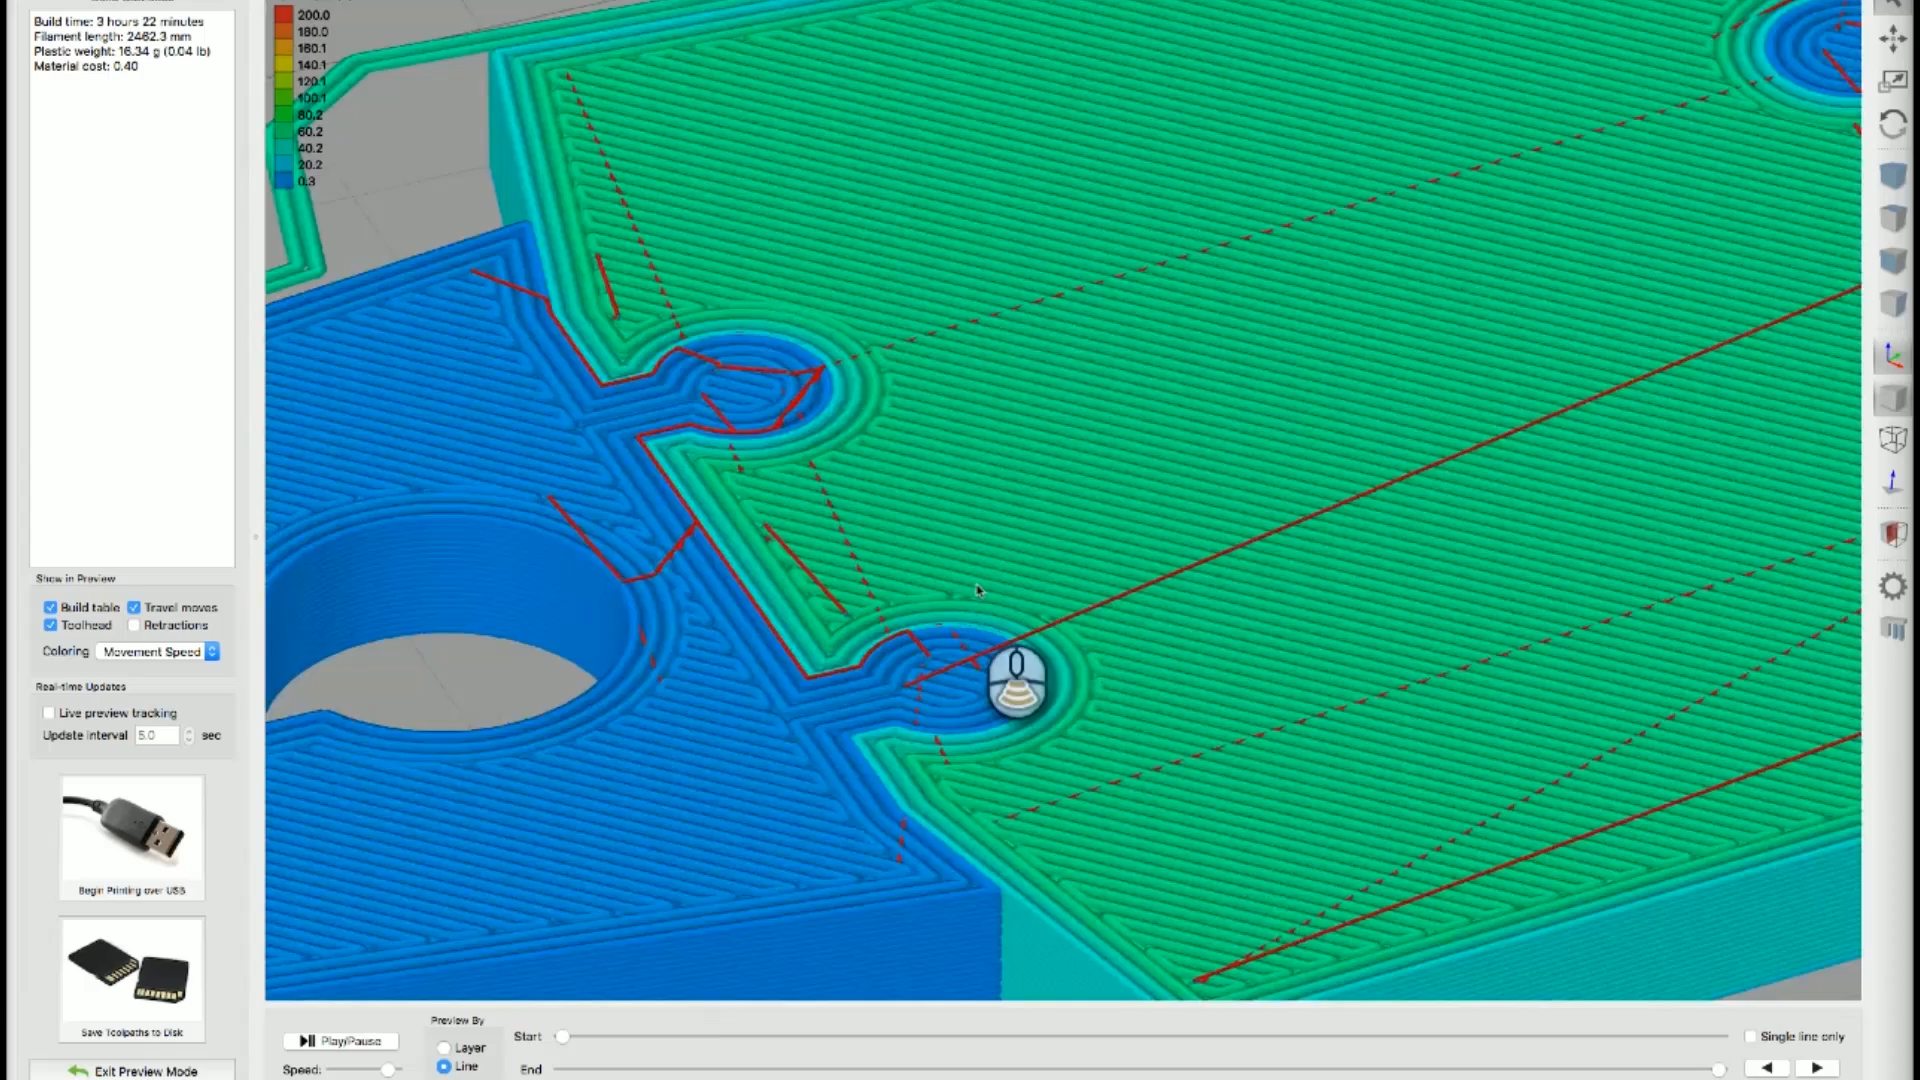 Build time: 3 hours 22 minutes
Filament length: 2462.3 mm
Plastic weight: 16.34 g (0.04 lb)
Material cost: 0.40
200.0
180.0
160.1
140.1
120.1
100.1
80.2
60.2
40.2
20.2
0.3
Show in Preview
Build table
Travel moves
Toolhead
Retractions
Coloring
Movement Speed
Real-time Updates
Live preview tracking
Update interval
5.0
sec
Begin Printing over USB
Save Toolpaths to Disk
Exit Preview Mode
Play/Pause
Speed:
Preview By
Layer
Line
Start
End
Single line only